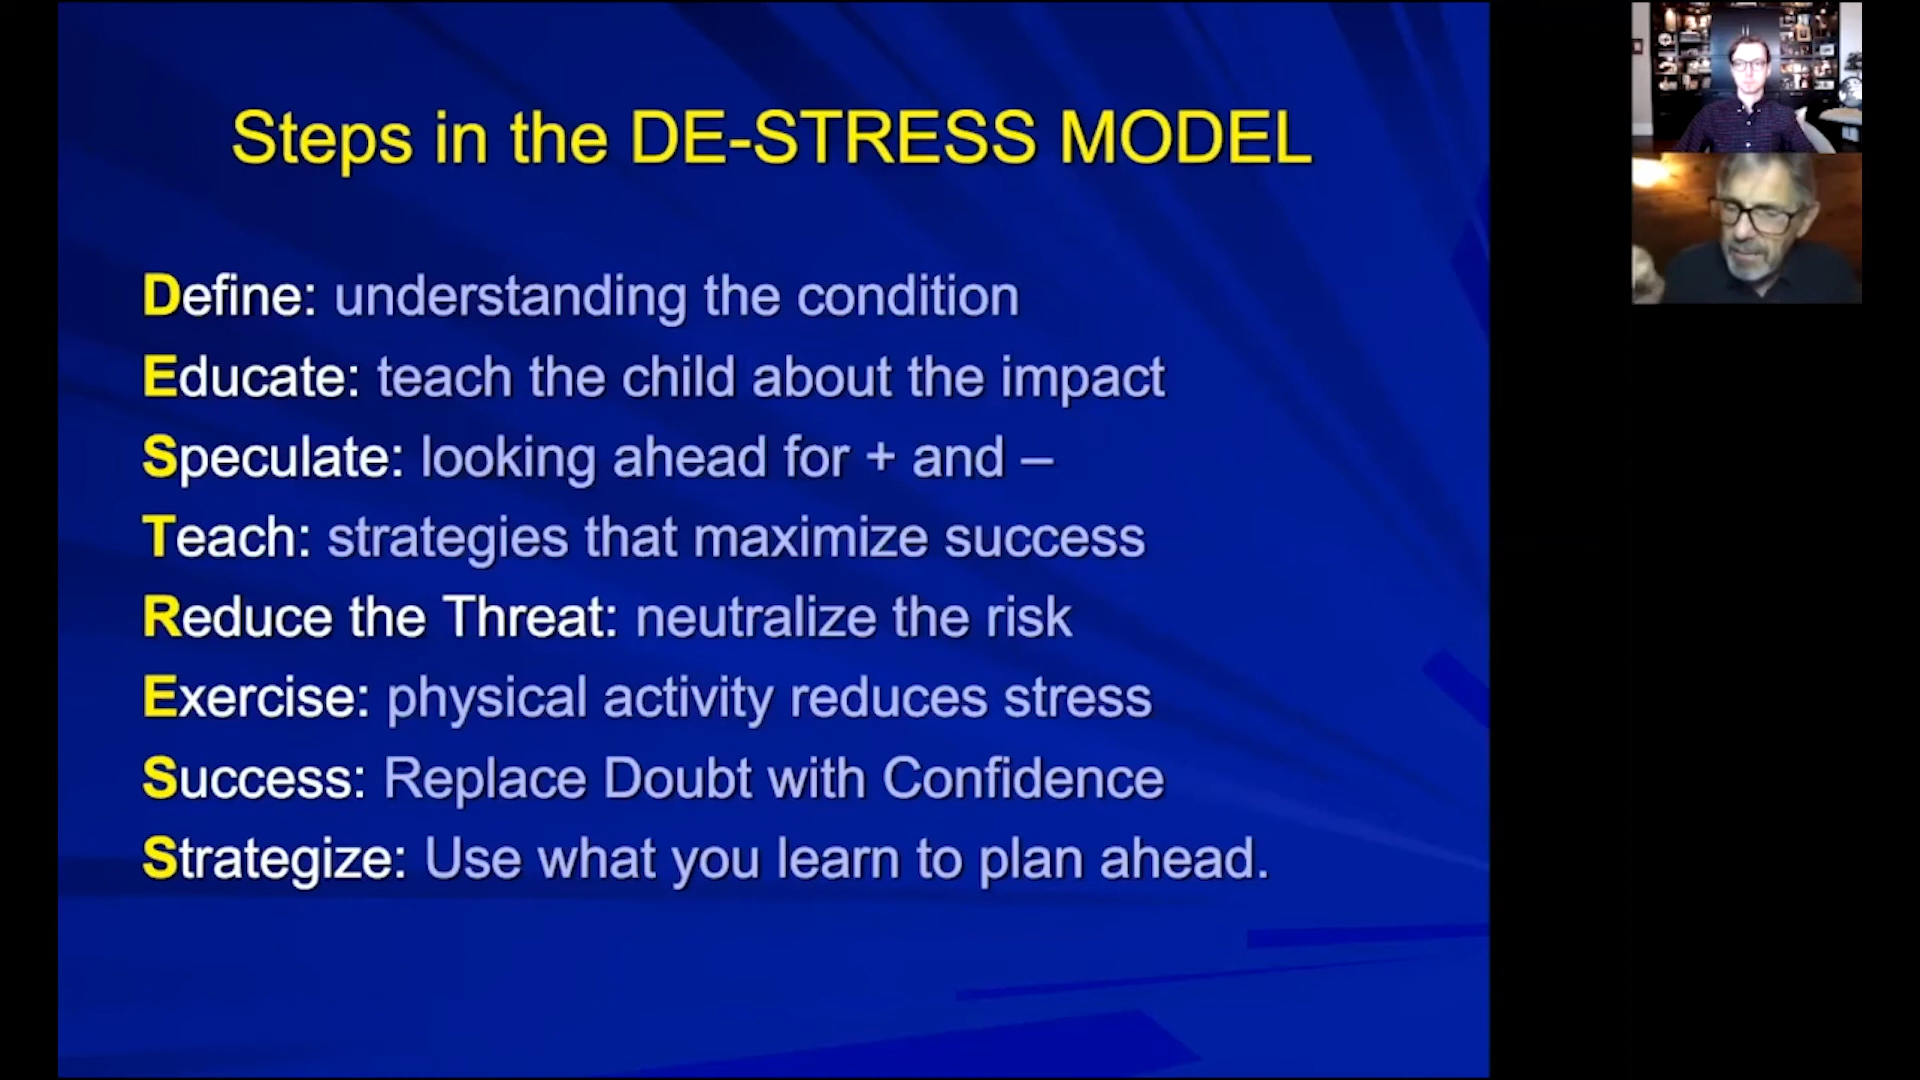 Steps in the DE-STRESS MODEL
Define: understanding the condition
Educate: teach the child about the impact
Speculate: looking ahead for + and –
Teach: strategies that maximize success
Reduce the Threat: neutralize the risk
Exercise: physical activity reduces stress
Success: Replace Doubt with Confidence
Strategize: Use what you learn to plan ahead.